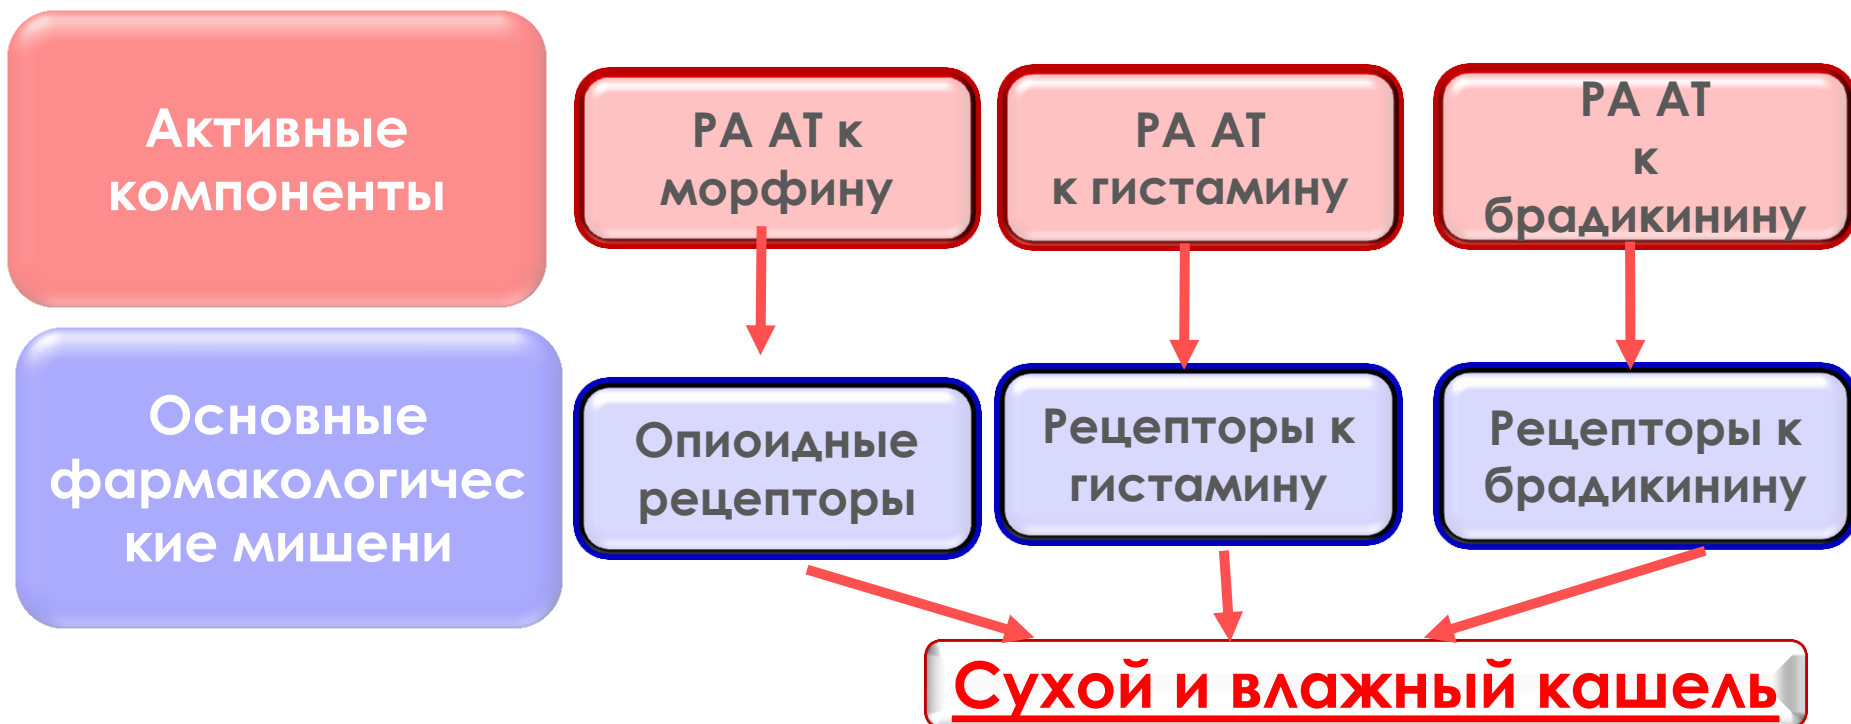 Активные
компоненты
РА АТ к
морфину
РА АТ
к гистамину
РА АТ
к
брадикинину
Основные
фармакологичес
кие мишени
Опиоидные
рецепторы
Рецепторы к
гистамину
Рецепторы к
брадикинину
Сухой и влажный кашель